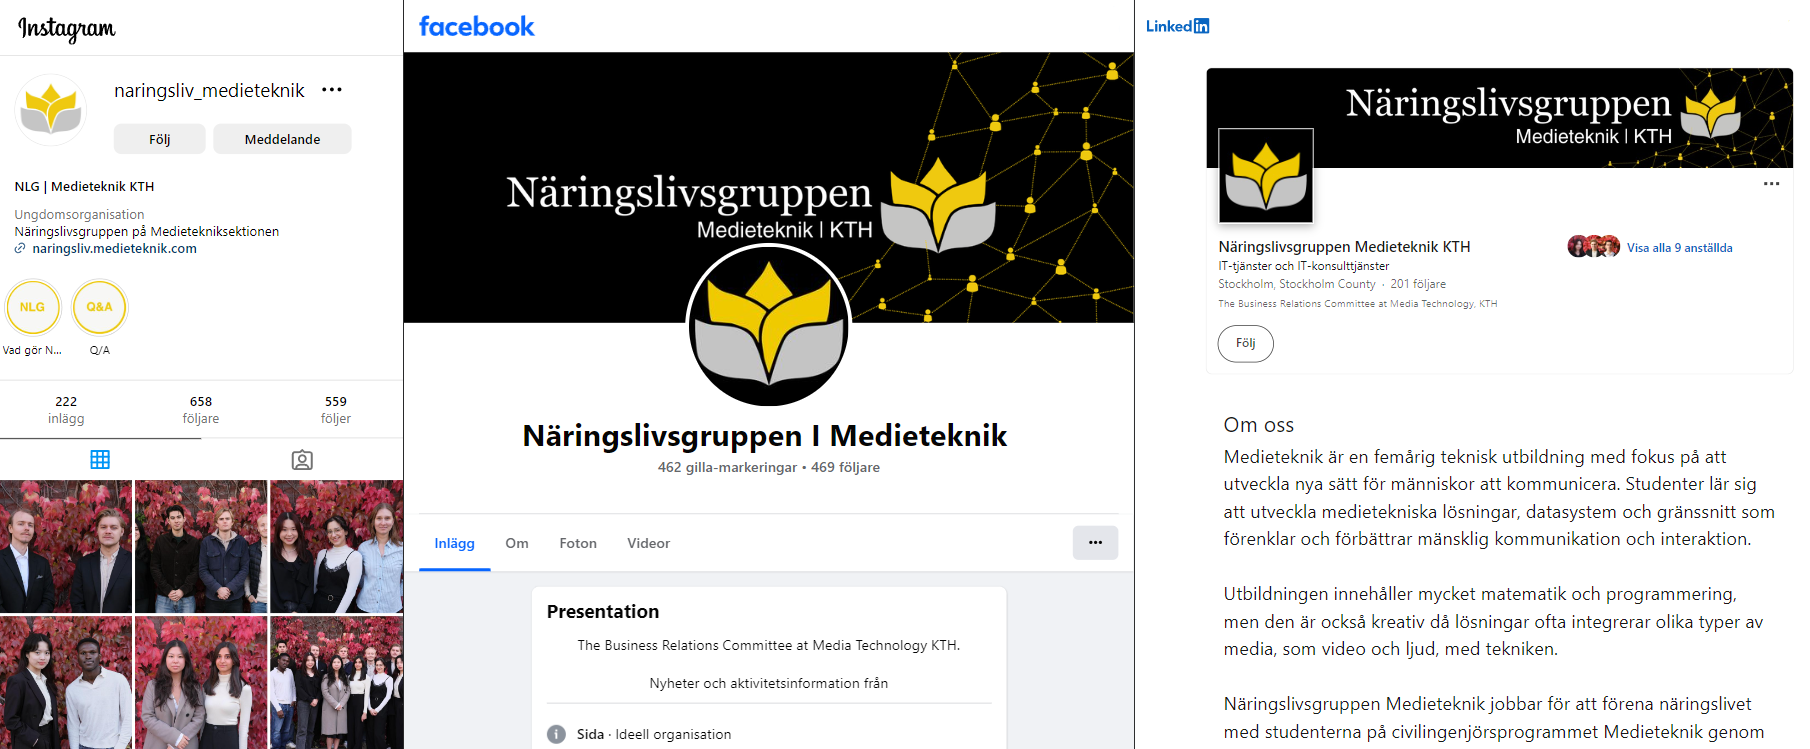 Instagram
naringsliv_medieteknik
Följ
Meddelande
NLG | Medieteknik KTH
Ungdomsorganisation
Näringslivsgruppen på Medietekniksektionen
naringsliv.medieteknik.com
NLG
Q&A
Vad gör N...
Q/A
222
658
559
inlägg
följare
följer
facebook
Näringslivsgruppen
Medieteknik | KTH
Näringslivsgruppen I Medieteknik
462 gilla-markeringar • 469 följare
Inlägg
Om
Foton
Videor
Presentation
The Business Relations Committee at Media Technology KTH.
Nyheter och aktivitetsinformation från
Sida · Ideell organisation
LinkedIn
Näringslivsgruppen
Medieteknik | KTH
Näringslivsgruppen Medieteknik KTH
IT-tjänster och IT-konsulttjänster
Stockholm, Stockholm County · 201 följare
The Business Relations Committee at Media Technology, KTH
Visa alla 9 anställda
Följ
Om oss
Medieteknik är en femårig teknisk utbildning med fokus på att
utveckla nya sätt för människor att kommunicera. Studenter lär sig
att utveckla medietekniska lösningar, datasystem och gränssnitt som
förenklar och förbättrar mänsklig kommunikation och interaktion.
Utbildningen innehåller mycket matematik och programmering,
men den är också kreativ då lösningar ofta integrerar olika typer av
media, som video och ljud, med tekniken.
Näringslivsgruppen Medieteknik jobbar för att förena näringslivet
med studenterna på civilingenjörsprogrammet Medieteknik genom